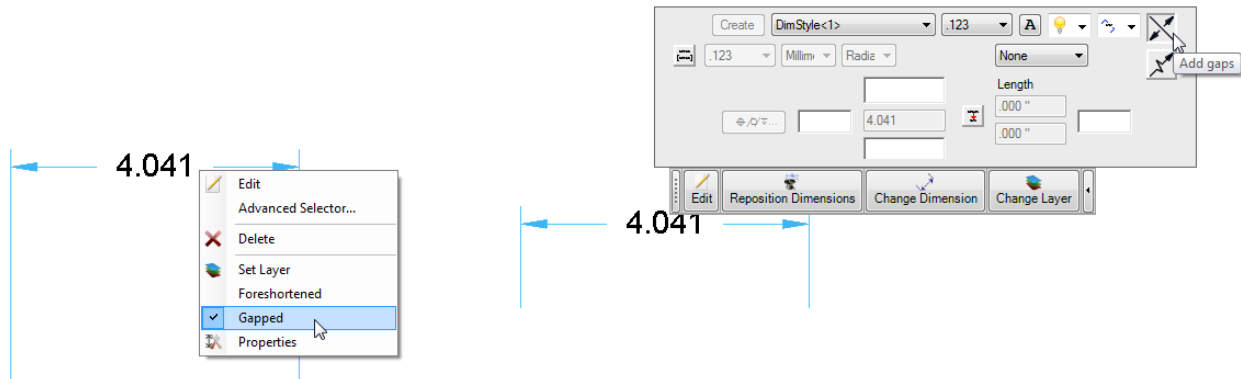 Create DimStyle<1> .123 A
Add gaps
.123 Millim Radia None
Length
.000 "
4.041
.000 "
4.041
Edit
Advanced Selector...
Delete
Set Layer
Foreshortened
Gapped
Properties
Edit Reposition Dimensions Change Dimension Change Layer
4.041